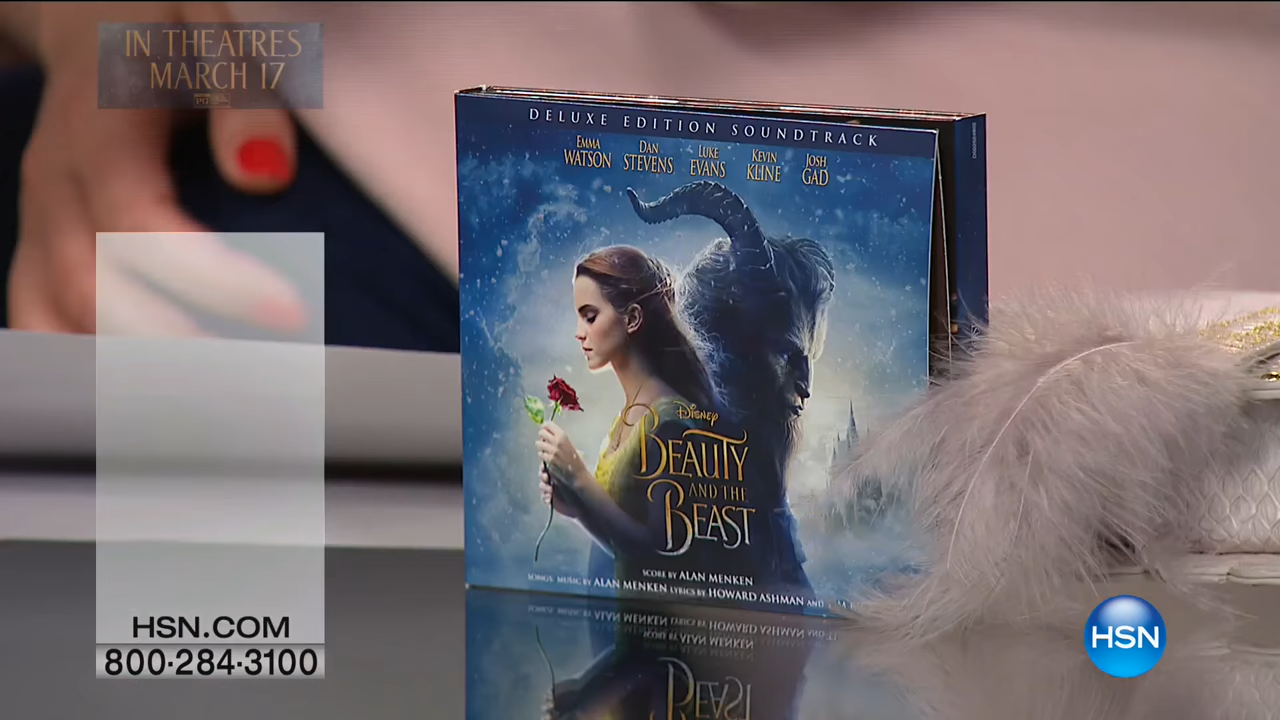 IN THEATRES
MARCH 17
PG
DELUXE EDITION SOUNDTRACK
EMMA WATSON
DAN STEVENS
LUKE EVANS
KEVIN KLINE
JOSH GAD
DISNEY
BEAUTY
AND THE
BEAST
SCORE BY ALAN MENKEN
SONGS: MUSIC BY ALAN MENKEN LYRICS BY HOWARD ASHMAN AND
HSN.COM
800·284·3100
HSN